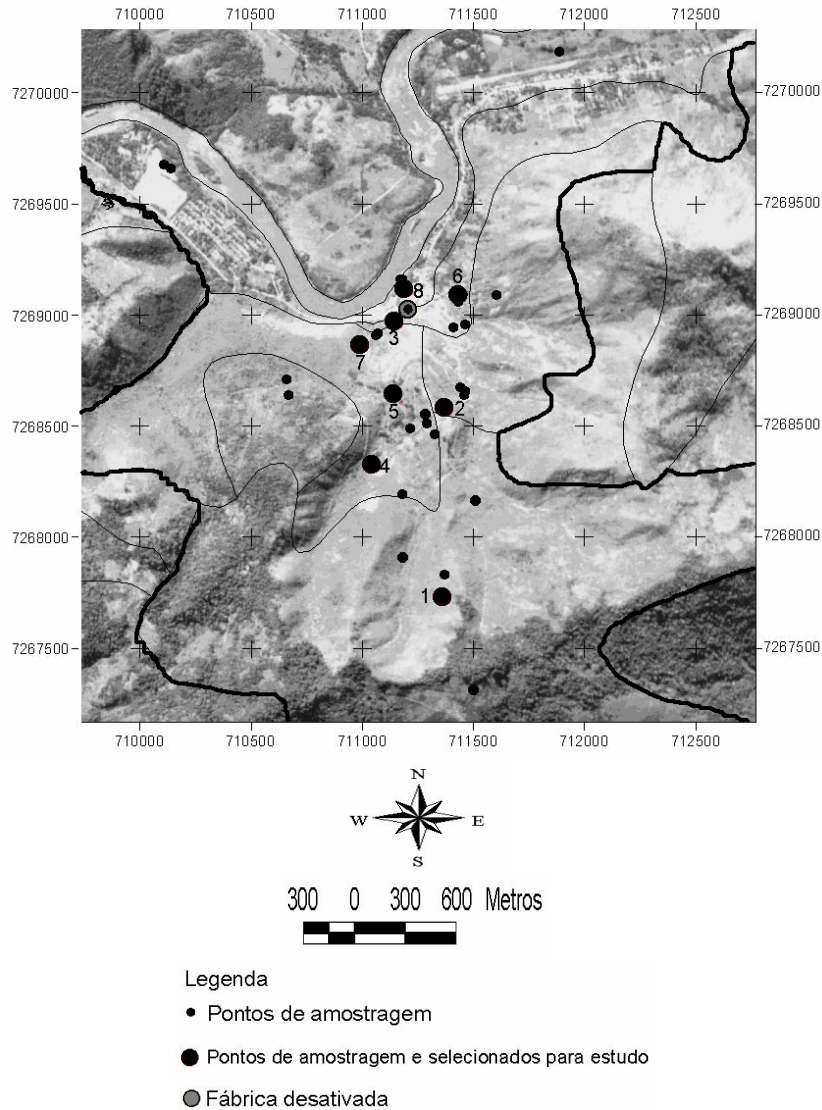 710000 710500 711000 711500 712000 712500
7270000 7270000
7269500 7269500
8 6
7269000 7269000
3
7
5 2
7268500 7268500
4
7268000 7268000
1
7267500 7267500
710000 710500 711000 711500 712000 712500
N
W E
S
300 0 300 600 Metros
Legenda
Pontos de amostragem
Pontos de amostragem e selecionados para estudo
Fábrica desativada